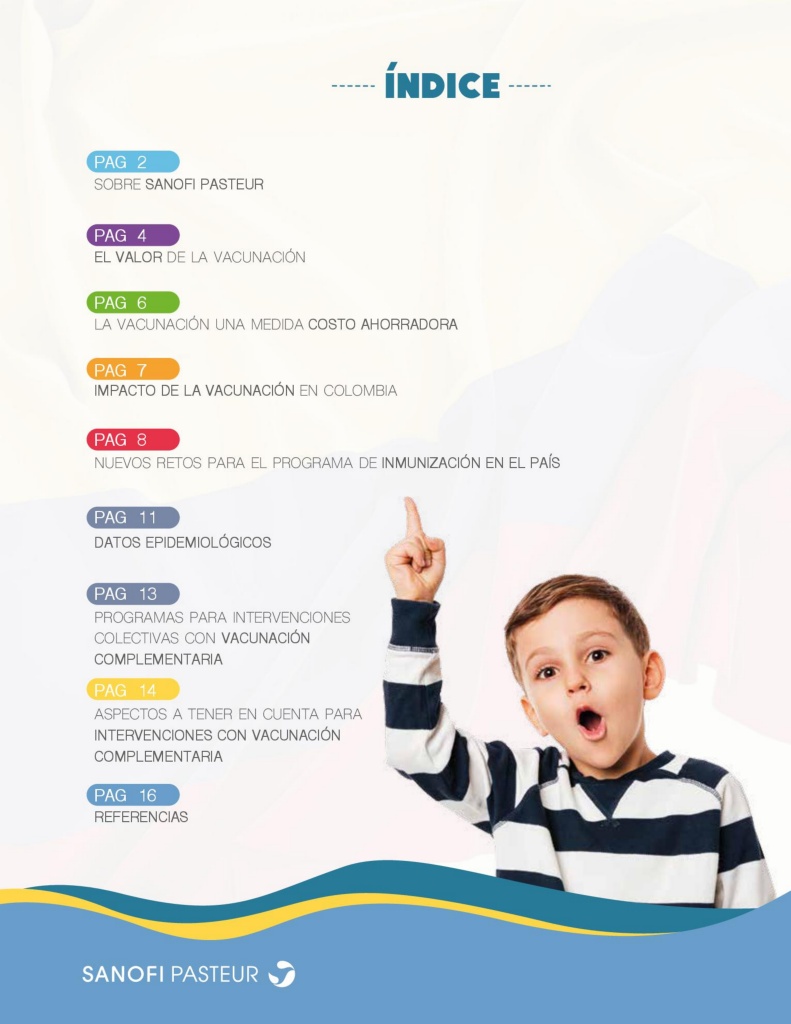 ÍNDICE
PAG 2
SOBRE SANOFI PASTEUR
PAG 4
EL VALOR DE LA VACUNACIÓN
PAG 6
LA VACUNACIÓN UNA MEDIDA COSTO AHORRADORA
PAG 7
IMPACTO DE LA VACUNACIÓN EN COLOMBIA
PAG 8
NUEVOS RETOS PARA EL PROGRAMA DE INMUNIZACIÓN EN EL PAÍS
PAG 11
DATOS EPIDEMIOLÓGICOS
PAG 13
PROGRAMAS PARA INTERVENCIONES
COLECTIVAS CON VACUNACIÓN
COMPLEMENTARIA
PAG 14
ASPECTOS A TENER EN CUENTA PARA
INTERVENCIONES CON VACUNACIÓN
COMPLEMENTARIA
PAG 16
REFERENCIAS
SANOFI PASTEUR